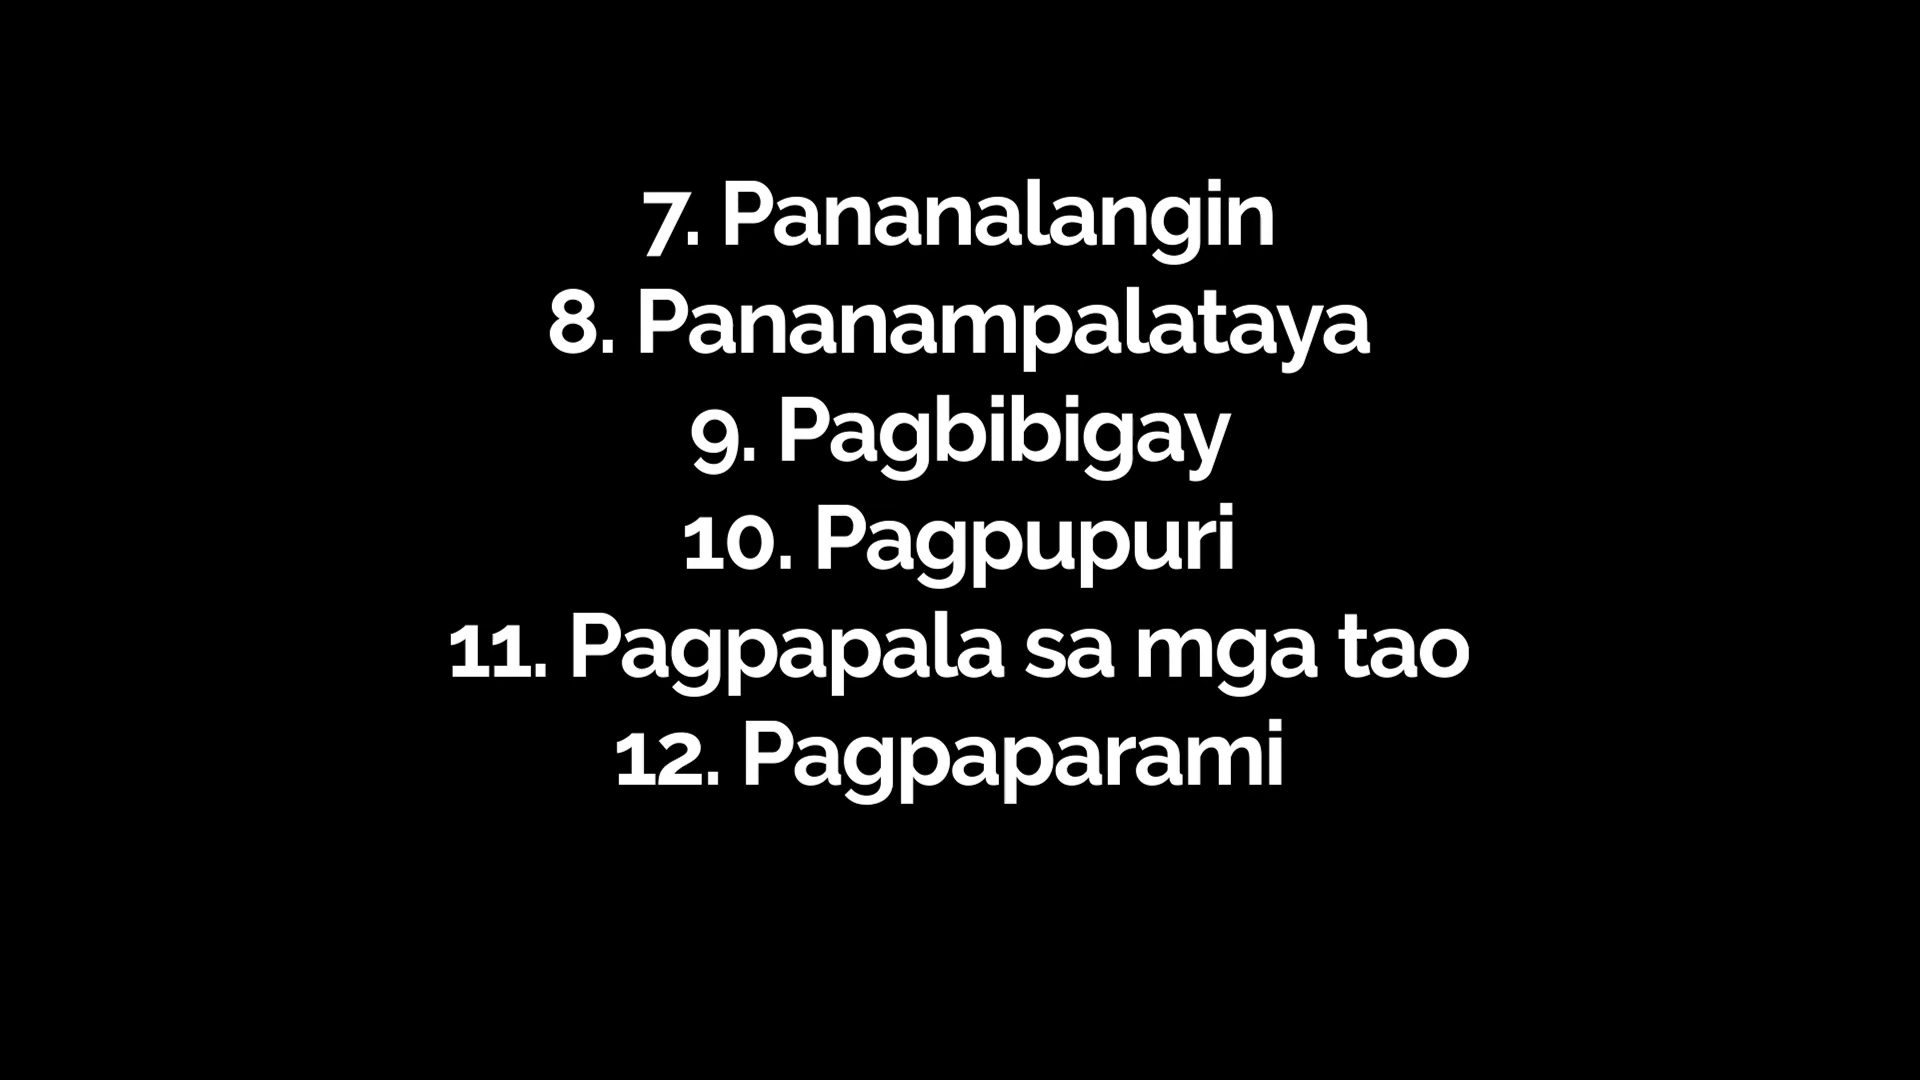 7. Pananalangin
8. Pananampalataya
9. Pagbibigay
10. Pagpupuri
11. Pagpapala sa mga tao
12. Pagpaparami